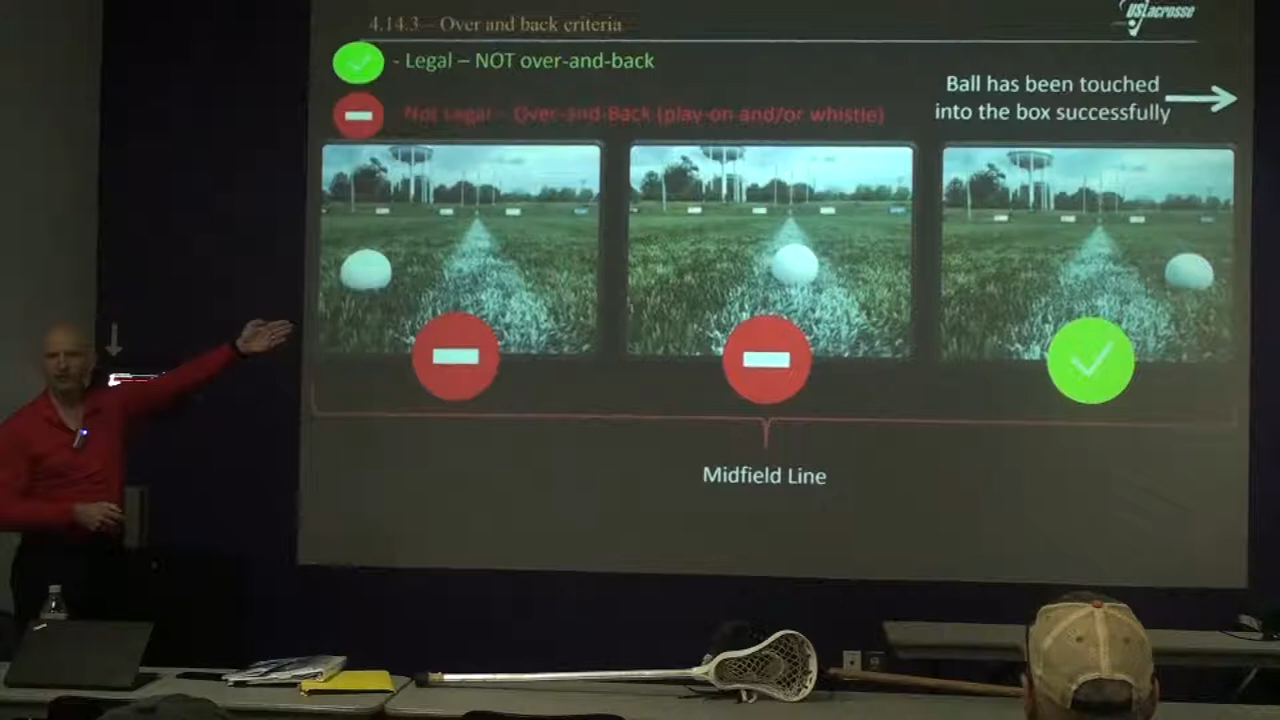 4.14.3 – Over and back criteria
USLacrosse
- Legal – NOT over-and-back
Not Legal - Over-and-Back (play-on and/or whistle)
Ball has been touched
into the box successfully
Midfield Line